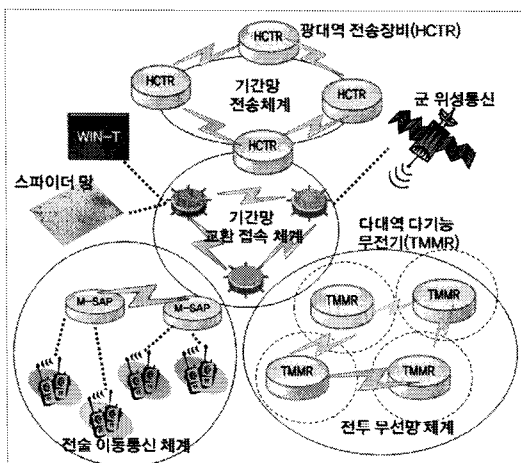 광대역 전송장비(HCTR)
HCTR
HCTR
기간망
전송체계
HCTR
HCTR
군 위성통신
WIN-T
스파이더 망
기간망
교환 접속 체계
다대역 다기능
무전기(TMMR)
M-SAP
M-SAP
TMMR
TMMR
TMMR
TMMR
전술 이동통신 체계
전투 무선망 체계